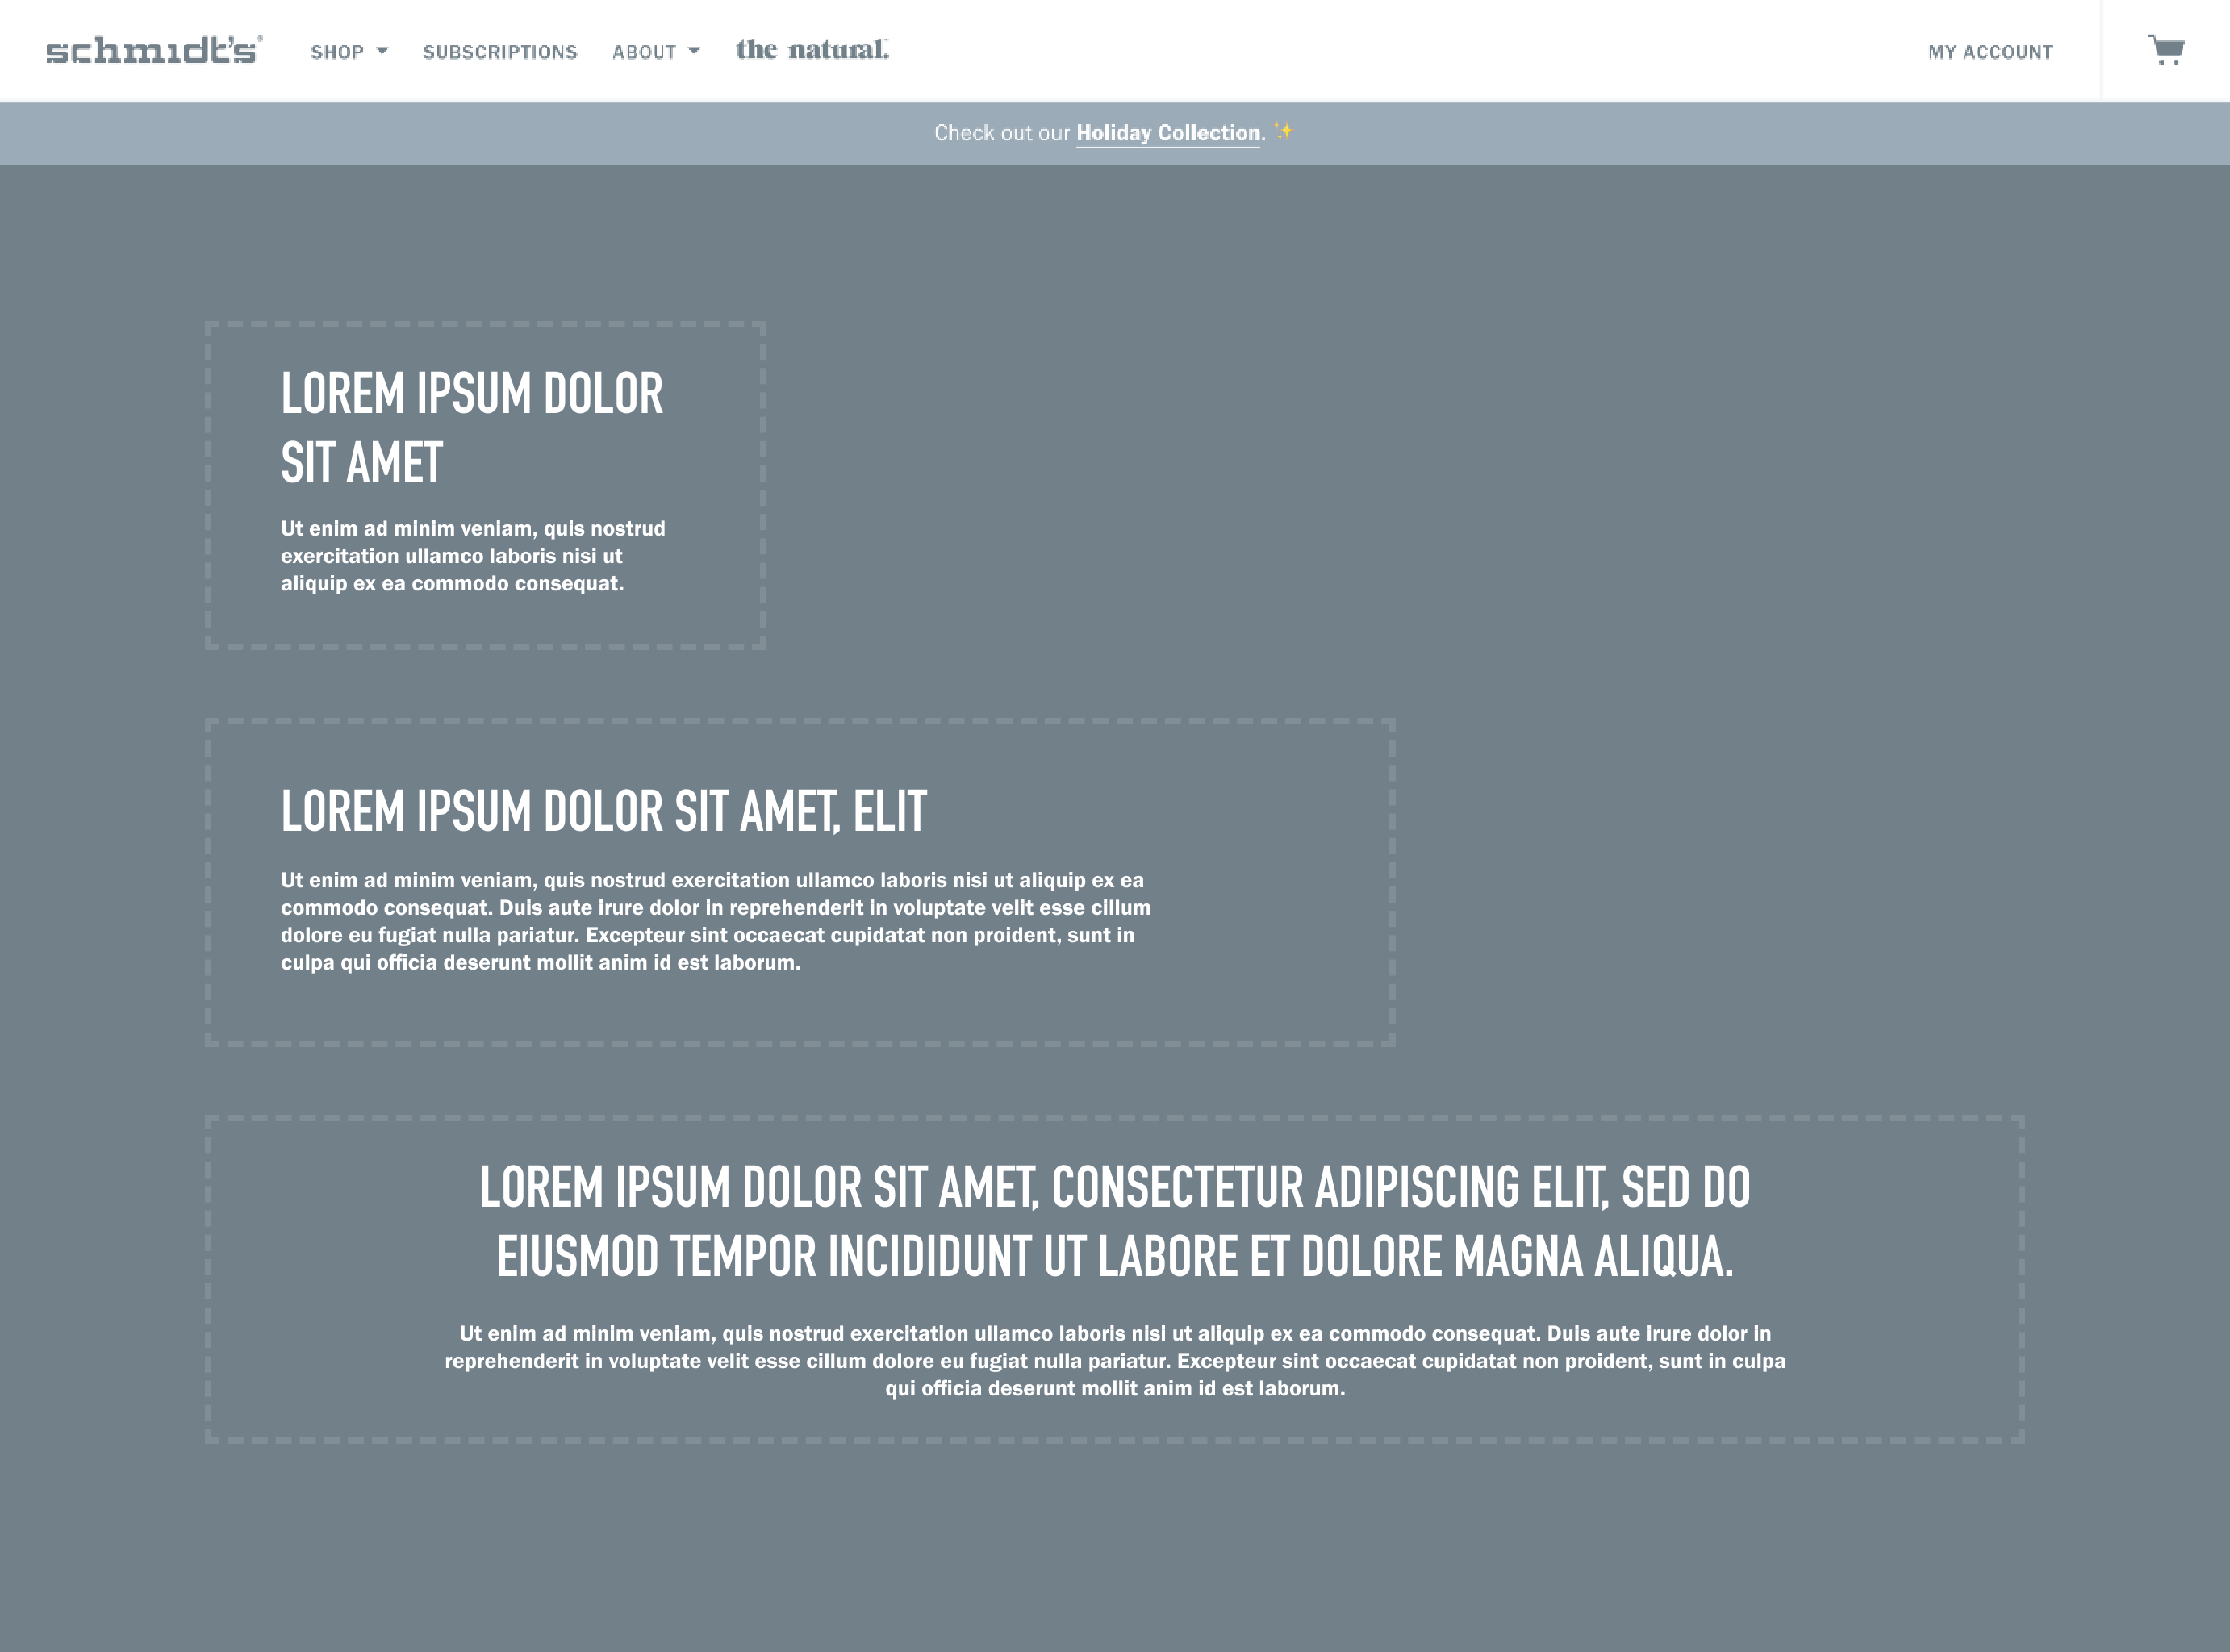 schmidt's®
SHOP SUBSCRIPTIONS ABOUT the natural.™ MY ACCOUNT
Check out our Holiday Collection. ✨
LOREM IPSUM DOLOR
SIT AMET
Ut enim ad minim veniam, quis nostrud
exercitation ullamco laboris nisi ut
aliquip ex ea commodo consequat.
LOREM IPSUM DOLOR SIT AMET, ELIT
Ut enim ad minim veniam, quis nostrud exercitation ullamco laboris nisi ut aliquip ex ea
commodo consequat. Duis aute irure dolor in reprehenderit in voluptate velit esse cillum
dolore eu fugiat nulla pariatur. Excepteur sint occaecat cupidatat non proident, sunt in
culpa qui officia deserunt mollit anim id est laborum.
LOREM IPSUM DOLOR SIT AMET, CONSECTETUR ADIPISCING ELIT, SED DO
EIUSMOD TEMPOR INCIDIDUNT UT LABORE ET DOLORE MAGNA ALIQUA.
Ut enim ad minim veniam, quis nostrud exercitation ullamco laboris nisi ut aliquip ex ea commodo consequat. Duis aute irure dolor in
reprehenderit in voluptate velit esse cillum dolore eu fugiat nulla pariatur. Excepteur sint occaecat cupidatat non proident, sunt in culpa
qui officia deserunt mollit anim id est laborum.